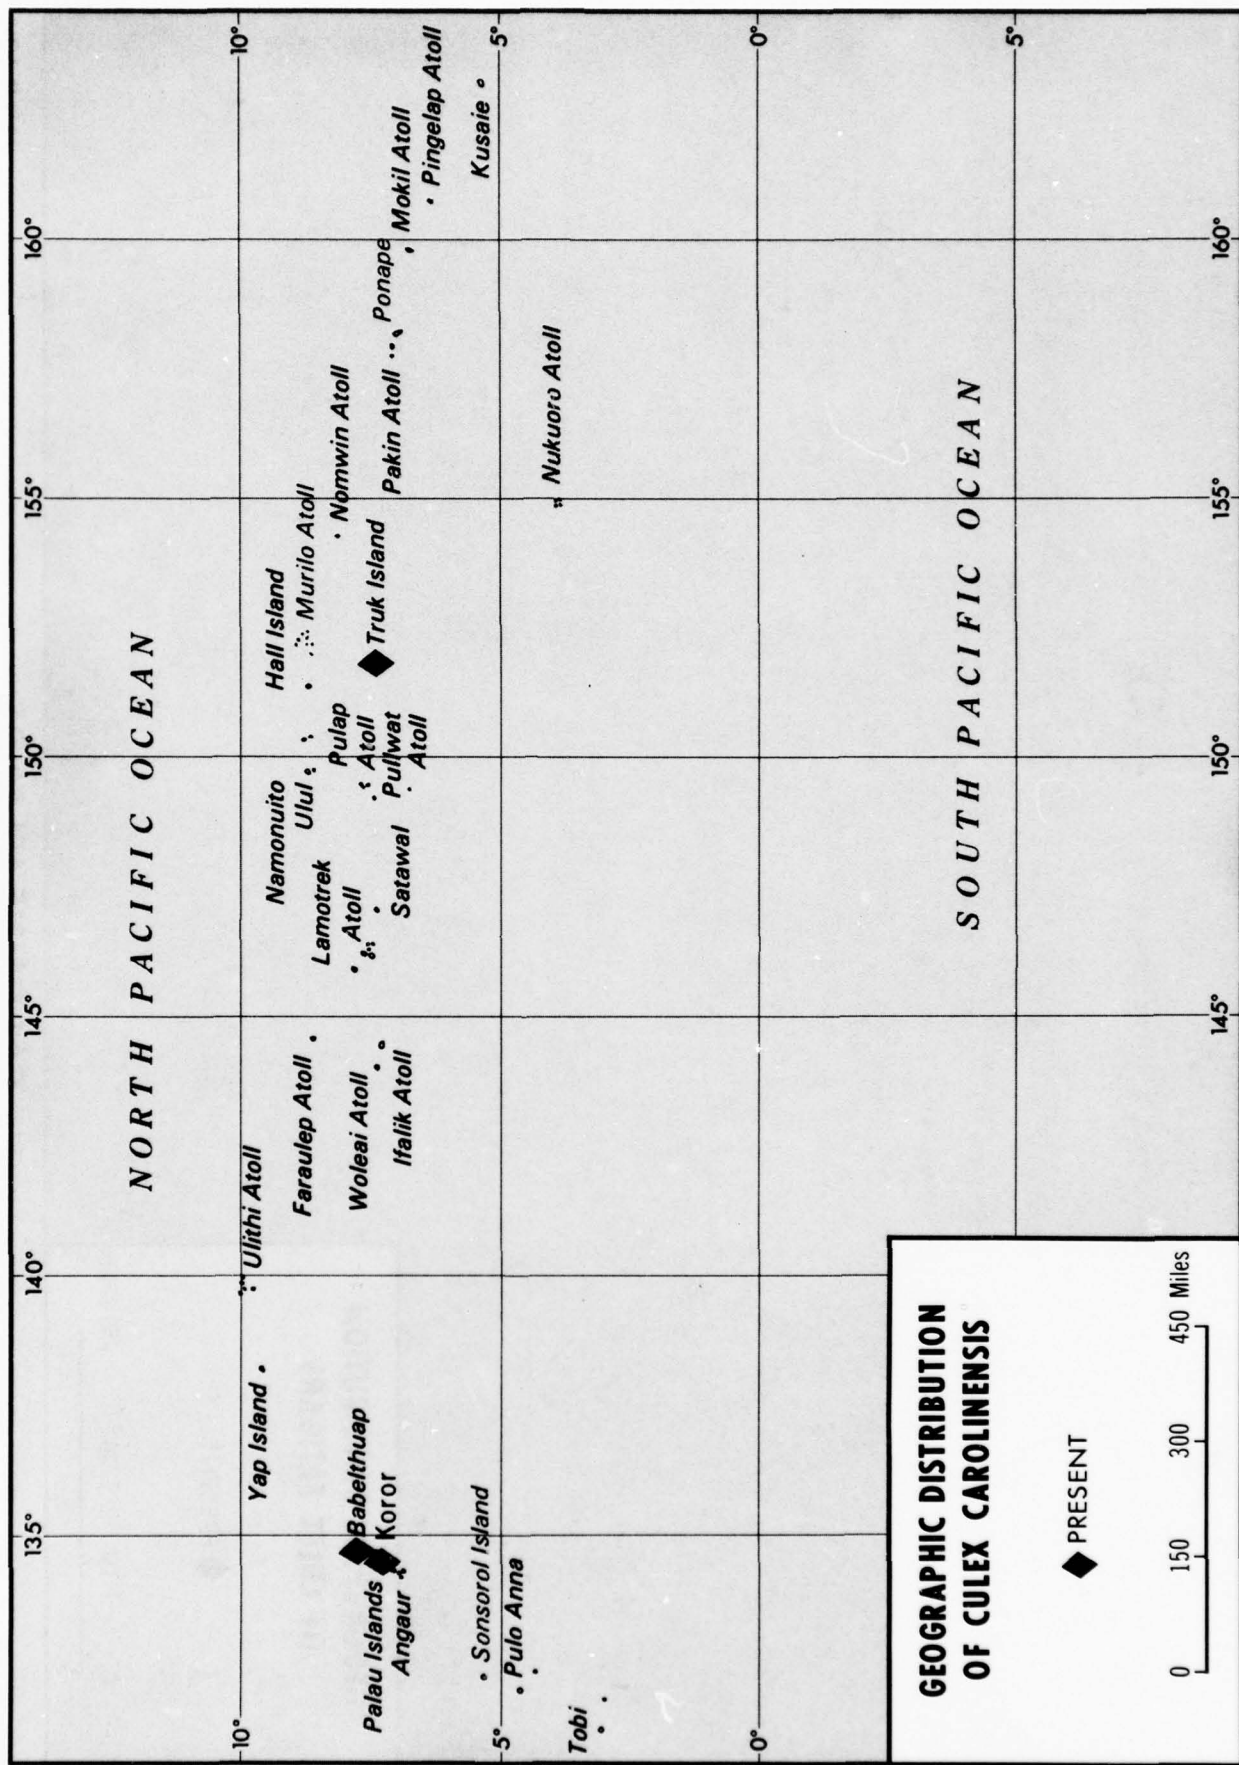 135°
140°
145°
150°
155°
160°
NORTH PACIFIC OCEAN
10°
10°
Yap Island
Ulithi Atoll
Namonuito
Hall Island
Ulul
Murilo Atoll
Faraulep Atoll
Lamotrek
Atoll
Pulap
Atoll
Nomwin Atoll
Palau Islands
Babelthuap
Koror
Angaur
Woleai Atoll
Ifalik Atoll
Satawal
Pullwat
Atoll
Truk Island
Pakin Atoll
Ponape
Mokil Atoll
Pingelap Atoll
Kusaie
5°
5°
Sonsorol Island
Pulo Anna
Tobi
Nukuoro Atoll
0°
0°
SOUTH PACIFIC OCEAN
5°
145°
150°
155°
160°
GEOGRAPHIC DISTRIBUTION
OF CULEX CAROLINENSIS
PRESENT
0 150 300 450 Miles